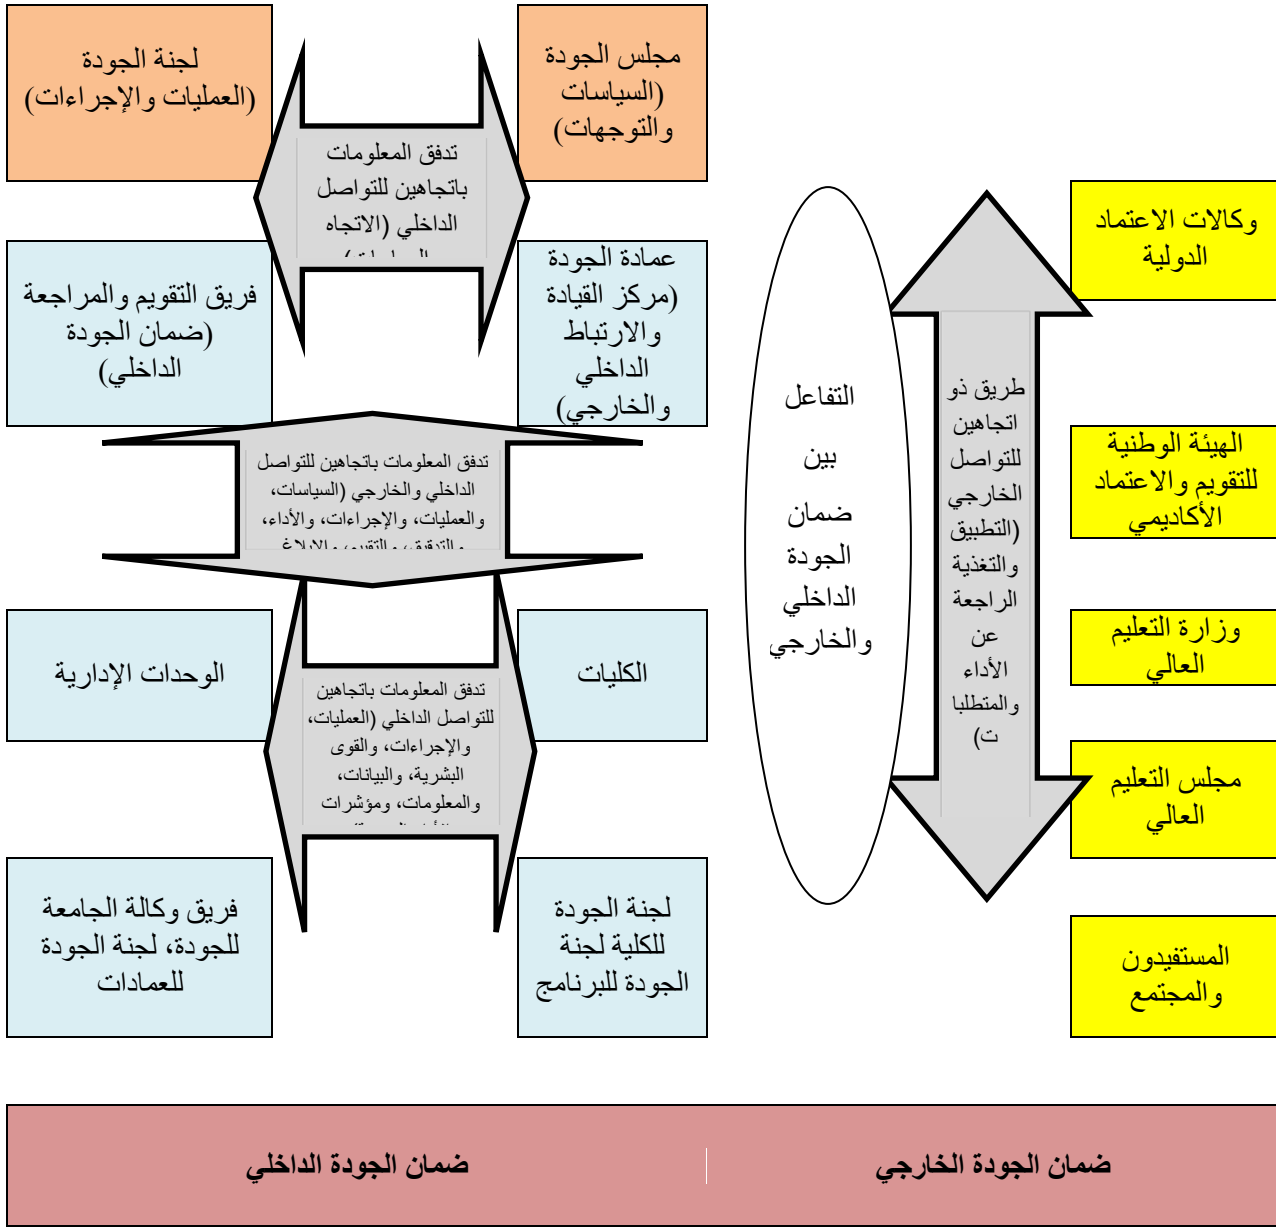 مجلس الجودة
(السياسات
والتوجهات)
لجنة الجودة
(العمليات والإجراءات)
تدفق المعلومات
باتجاهين للتواصل
الداخلي (الاتجاه
عمادة الجودة
(مركز القيادة
والارتباط
الداخلي
والخارجي)
فريق التقويم والمراجعة
(ضمان الجودة
الداخلي)
تدفق المعلومات باتجاهين للتواصل
الداخلي والخارجي (السياسات،
والعمليات، والإجراءات، والأداء،
والتدقيق، والتقييم، والإبلاغ
الكليات
الوحدات الإدارية
تدفق المعلومات باتجاهين
للتواصل الداخلي (العمليات،
والإجراءات، والقوى
البشرية، والبيانات،
والمعلومات، ومؤشرات
لجنة الجودة
للكلية لجنة
الجودة للبرنامج
فريق وكالة الجامعة
للجودة، لجنة الجودة
للعمادات
وكالات الاعتماد
الدولية
الهيئة الوطنية
للتقويم والاعتماد
الأكاديمي
وزارة التعليم
العالي
مجلس التعليم
العالي
المستفيدون
والمجتمع
طريق ذو
اتجاهين
للتواصل
الخارجي
(التطبيق
والتغذية
الراجعة
عن
الأداء
والمتطلبا
ت)
التفاعل
بين
ضمان
الجودة
الداخلي
والخارجي
ضمان الجودة الخارجي
ضمان الجودة الداخلي